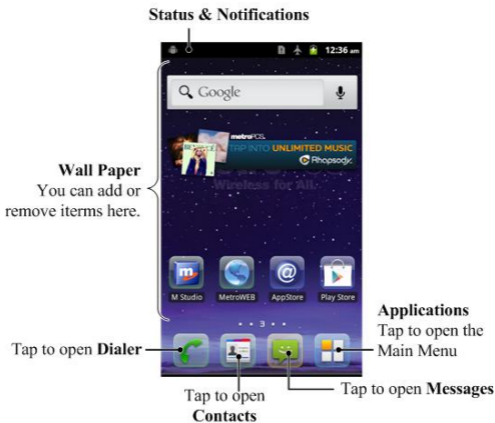 Status & Notifications
12:36 am
Google
metroPCS.
TAP INTO UNLIMITED MUSIC
Rhapsody
Wireless for All.
Wall Paper
You can add or
remove iterms here.
m
M Studio
MetroWEB
@
AppStore
Play Store
3
Applications
Tap to open the
Main Menu
Tap to open Dialer
Tap to open Messages
Tap to open
Contacts